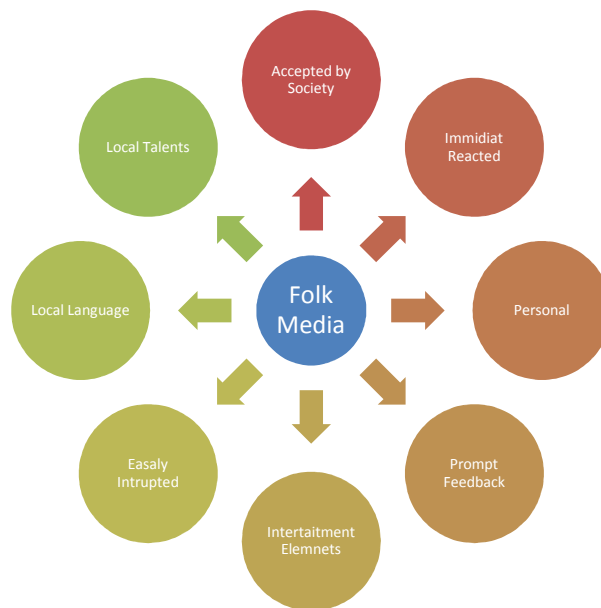 Accepted by
Society
Immidiat
Reacted
Personal
Prompt
Feedback
Intertaitment
Elemnets
Easaly
Intrupted
Local Language
Local Talents
Folk
Media